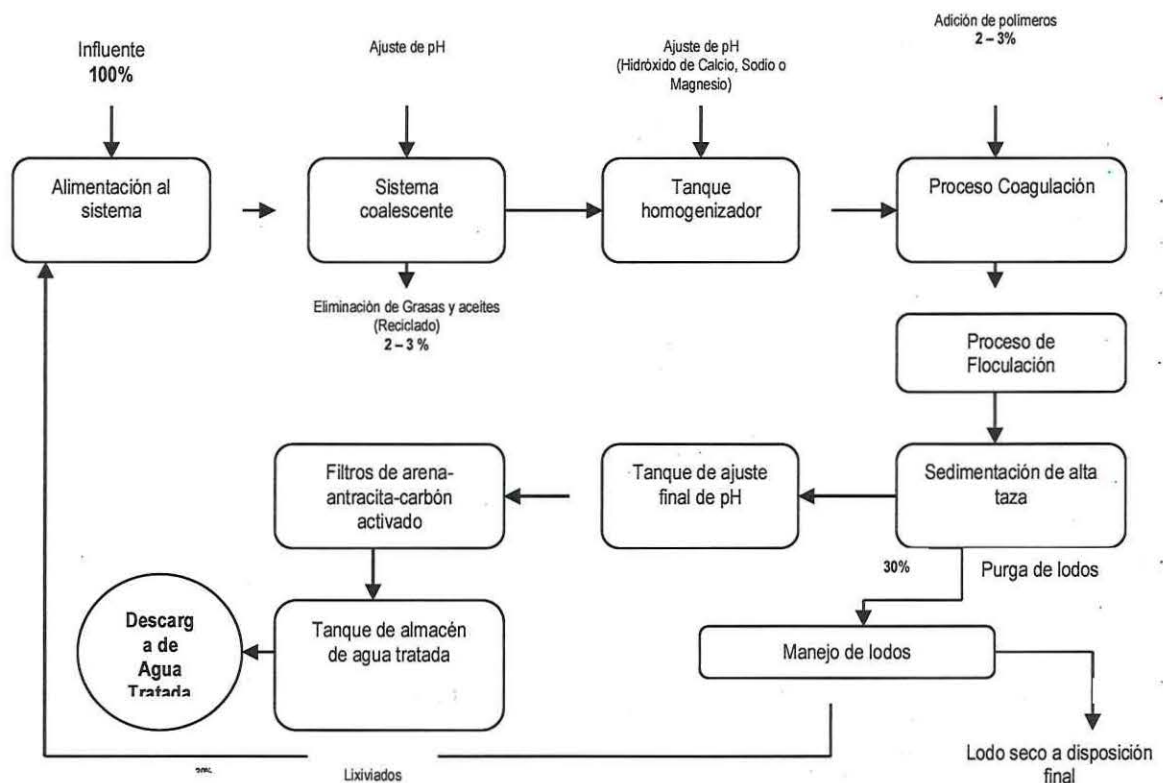 Influente
100%
Ajuste de pH
Ajuste de pH
(Hidróxido de Calcio, Sodio o
Magnesio)
Adición de polímeros
2 – 3%
Alimentación al
sistema
Sistema
coalescente
Tanque
homogenizador
Proceso Coagulación
Eliminación de Grasas y aceites
(Reciclado)
2 – 3 %
Proceso de
Floculación
Filtros de arena-
antracita-carbón
activado
Tanque de ajuste
final de pH
Sedimentación de alta
taza
30%
Purga de lodos
Descarg
a de
Agua
Tratada
Tanque de almacén
de agua tratada
Manejo de lodos
Lixiviados
Lodo seco a disposición
final